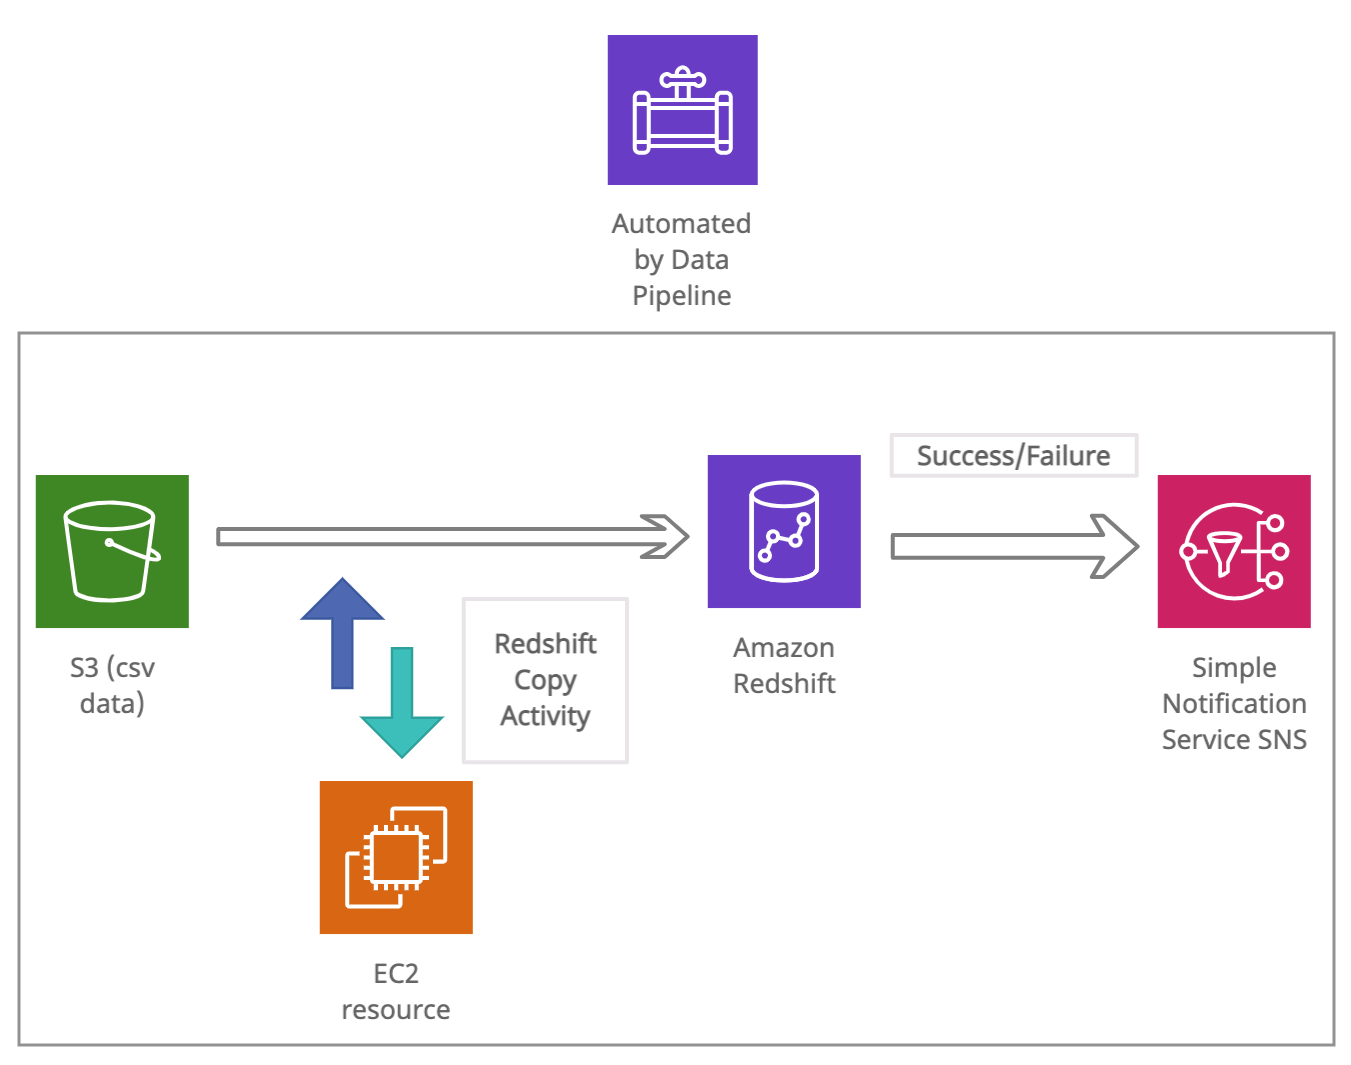 Automated
by Data
Pipeline
Success/Failure
S3 (csv
data)
Redshift
Copy
Activity
Amazon
Redshift
Simple
Notification
Service SNS
EC2
resource